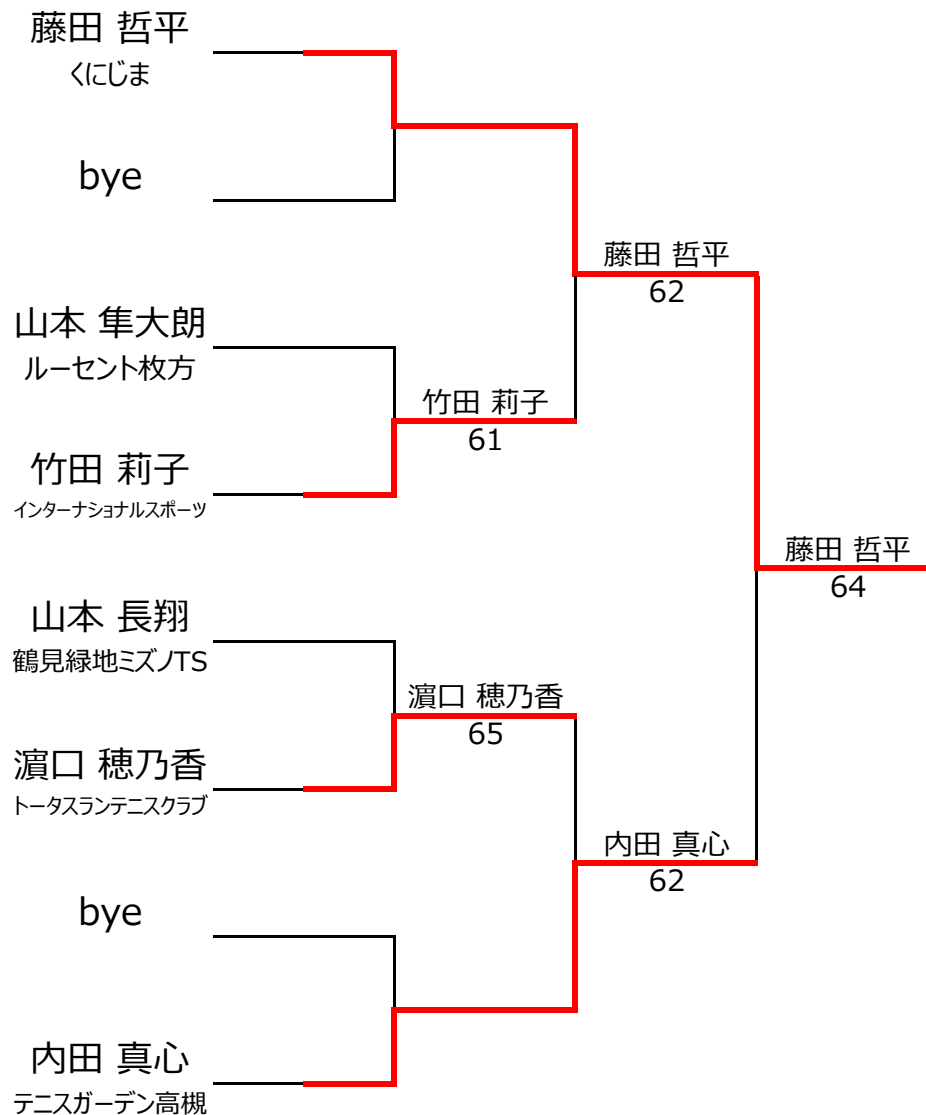 藤田 哲平
くにじま
bye
山本 隼大朗
ルーセント枚方
竹田 莉子
インターナショナルスポーツ
山本 長翔
鶴見緑地ミズノTS
濵口 穂乃香
トータスランテニスクラブ
bye
内田 真心
テニスガーデン高槻
竹田 莉子
61
濵口 穂乃香
65
藤田 哲平
62
内田 真心
62
藤田 哲平
64